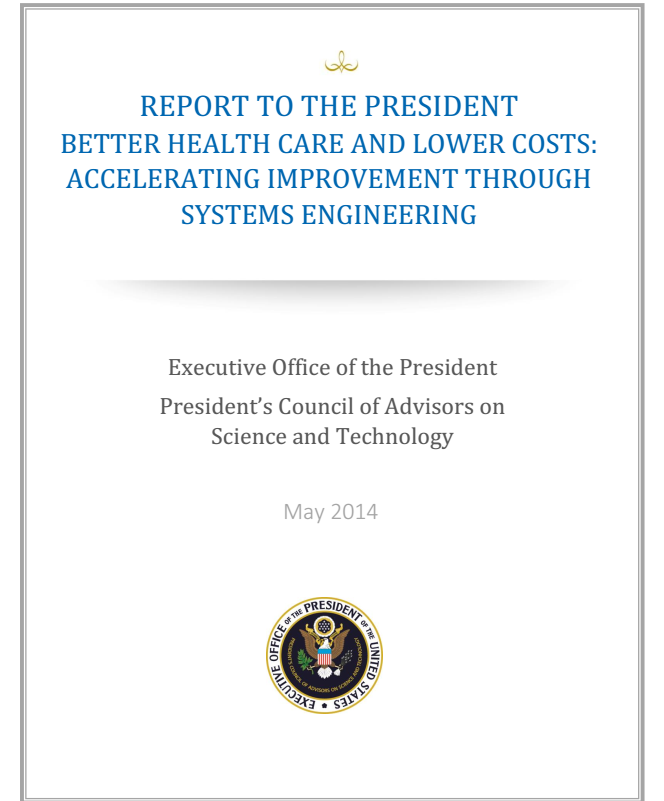 REPORT TO THE PRESIDENT
BETTER HEALTH CARE AND LOWER COSTS:
ACCELERATING IMPROVEMENT THROUGH
SYSTEMS ENGINEERING
Executive Office of the President
President’s Council of Advisors on
Science and Technology
May 2014
EXECUTIVE OFFICE OF THE PRESIDENT OF THE UNITED STATES
PRESIDENT'S COUNCIL OF ADVISORS ON SCIENCE AND TECHNOLOGY